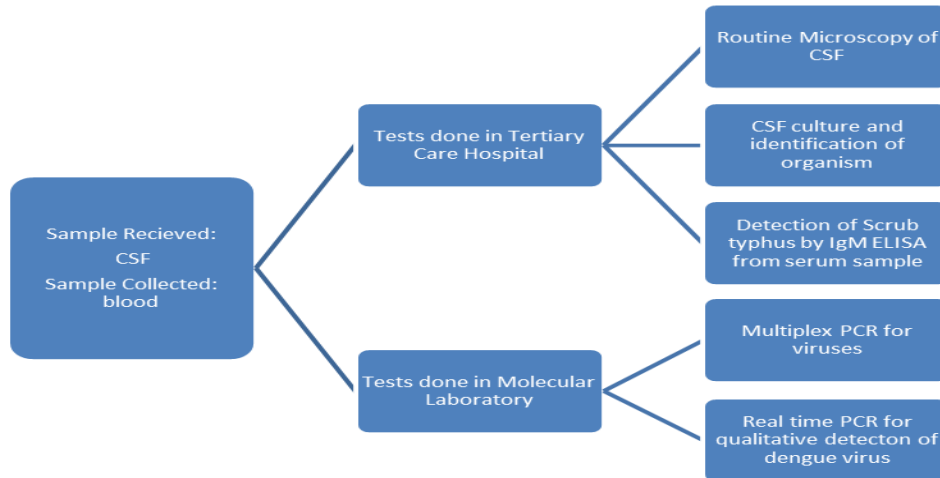 Sample Recieved:
CSF
Sample Collected:
blood
Tests done in Tertiary
Care Hospital
Routine Microscopy of
CSF
CSF culture and
identification of
organism
Detection of Scrub
typhus by IgM ELISA
from serum sample
Tests done in Molecular
Laboratory
Multiplex PCR for
viruses
Real time PCR for
qualitative detecton of
dengue virus